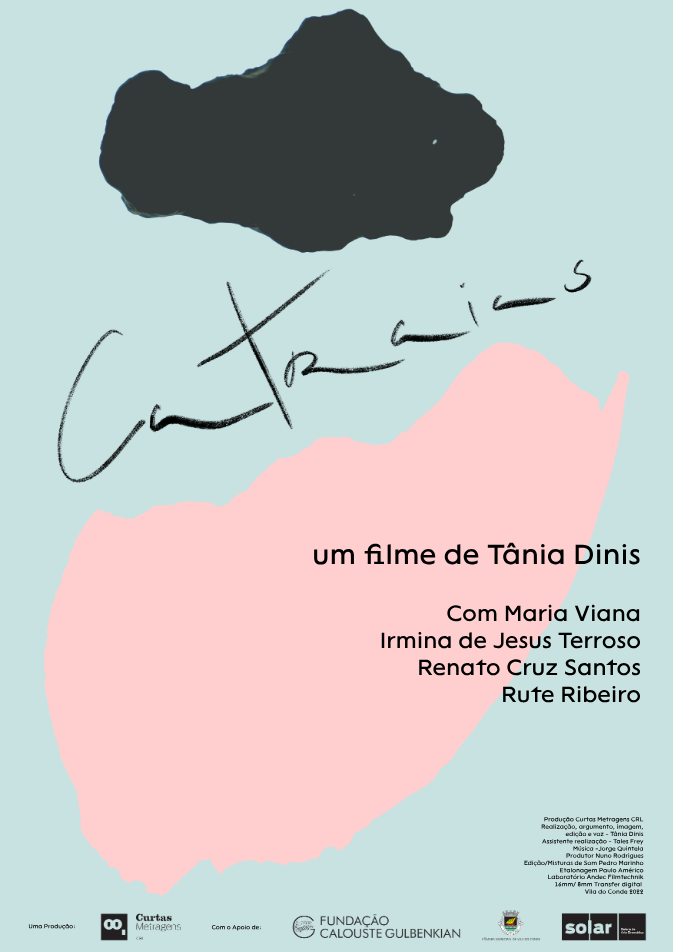 Catraias
um filme de Tânia Dinis
Com Maria Viana
Irmina de Jesus Terroso
Renato Cruz Santos
Rute Ribeiro
Produção Curtas Metragens CRL
Realização, argumento, imagem,
edição e voz - Tânia Dinis
Assistente realização - Tales Frey
Música -Jorge Quintela
Produtor Nuno Rodrigues
Edição/Misturas de Som Pedro Marinho
Etalonagem Paulo Américo
Laboratório Andec Filmtechnik
16mm/ 8mm Transfer digital
Vila do Conde 2022
Uma Produção:
Curtas
Metragens
CRL
Com o Apoio de:
FUNDAÇÃO
CALOUSTE GULBENKIAN
solar